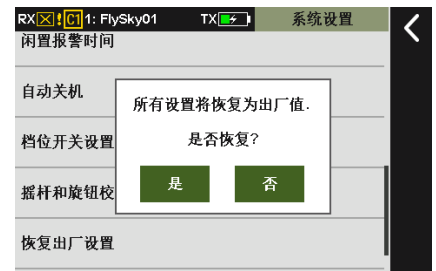 RX C1 1: FlySky01 TX 系统设置
闲置报警时间
自动关机
所有设置将恢复为出厂值.
档位开关设置
是否恢复?
摇杆和旋钮校
是 否
恢复出厂设置